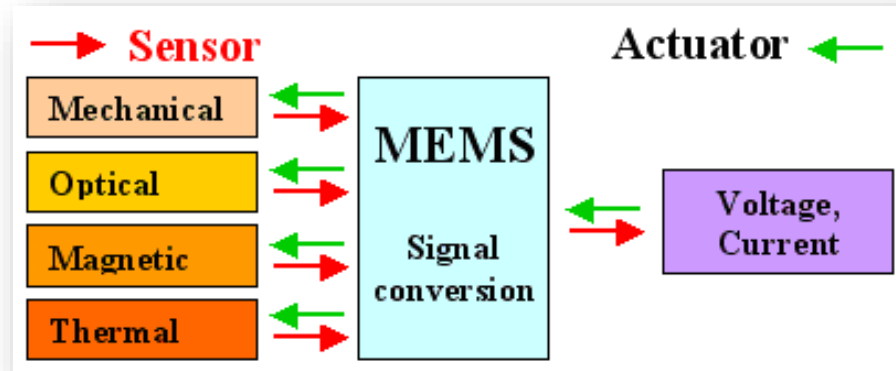 Sensor
Actuator
Mechanical
Optical
Magnetic
Thermal
MEMS
Signal
conversion
Voltage,
Current